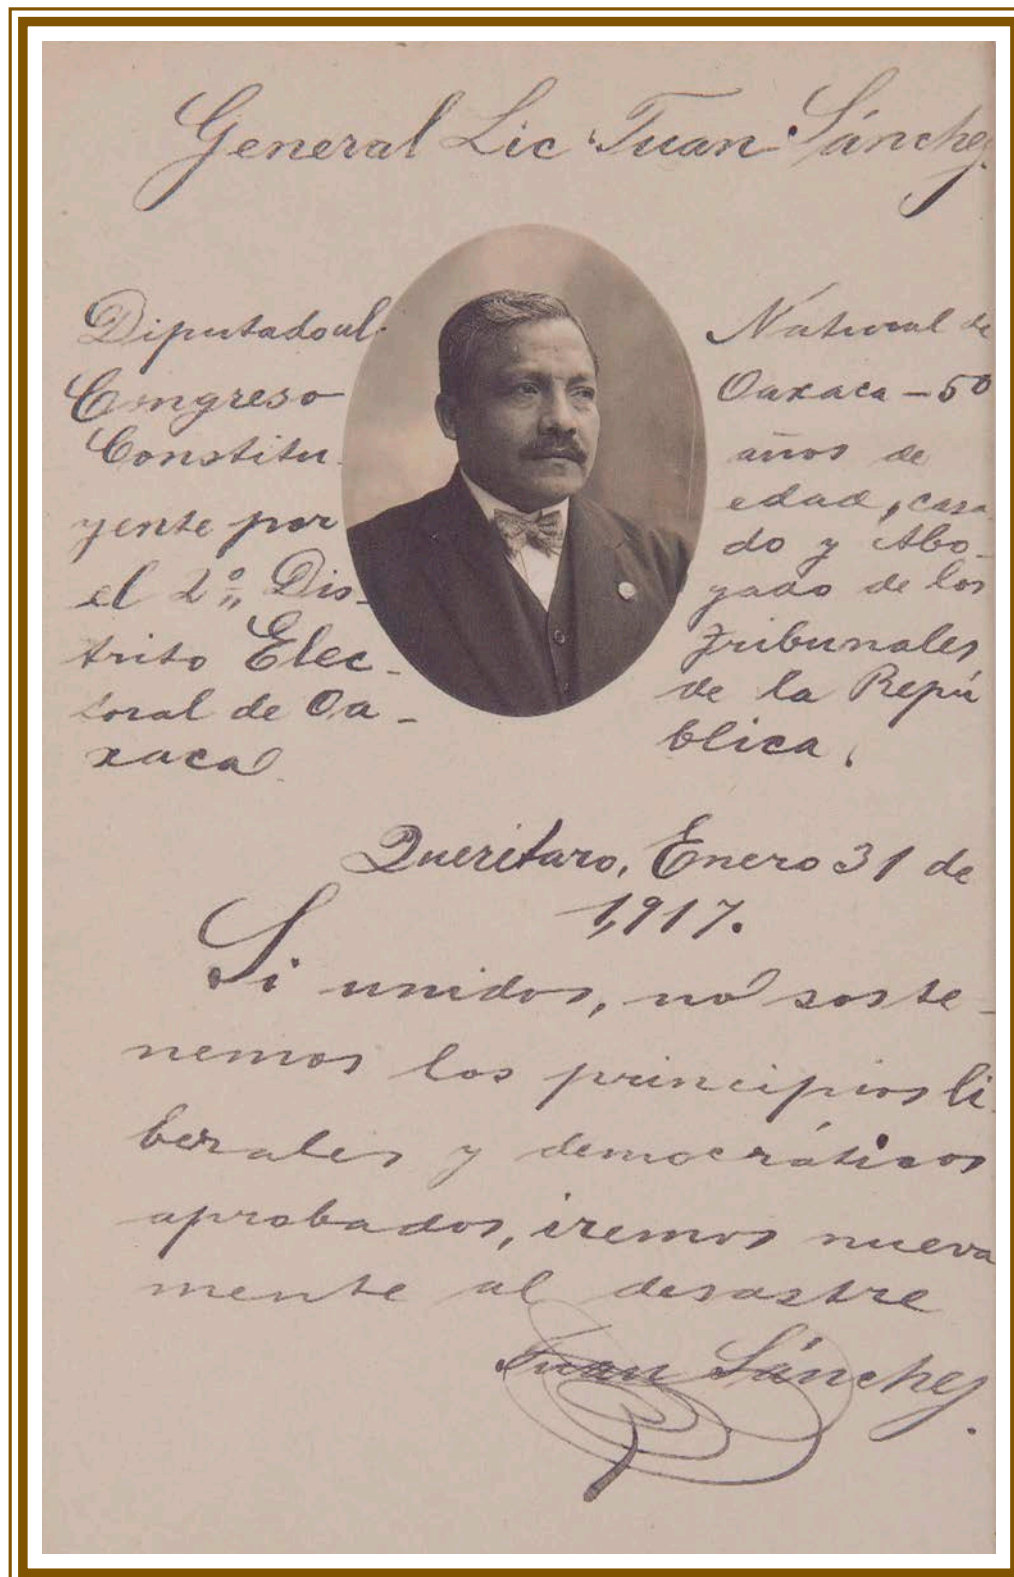 General Lic Juan Sánchez.
Diputado al
Congreso
Constitu
yente por
el 2º Dis-
trito Elec-
toral de Oa-
xaca.
Natural de
Oaxaca - 50
años de
edad, casa
do y Abo-
gado de los
Tribunales
de la Repú
blica.
Queretaro, Enero 31 de
1,917.
Si unidos, no soste-
nemos los principios li
berales y democráticos
aprobados, iremos nueva
mente al desastre
Juan Sánchez.